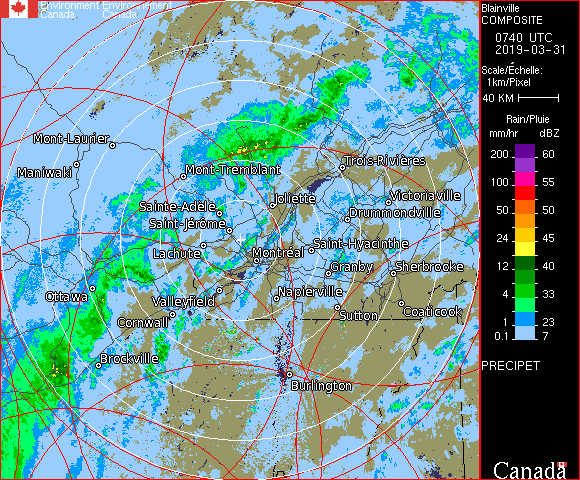 Environment Environnement
Canada Canada
Blainville
COMPOSITE
0740 UTC
2019-03-31
Scale/Échelle:
1km/Pixel
40 KM
Rain/Pluie
mm/hr dBZ
200 60
100 55
50 50
24 45
12 40
4 33
1 23
0.1 7
PRECIPET
Canada
Mont-Laurier
Maniwaki
Mont-Tremblant
Trois-Rivières
Sainte-Adele
Joliette
Victoriaville
Drummondville
Saint-Jérôme
Lachute
Montréal
Saint-Hyacinthe
Granby
Sherbrooke
Ottawa
Valleyfield
Napierville
Cornwall
Sutton
Coaticook
Brockville
Burlington